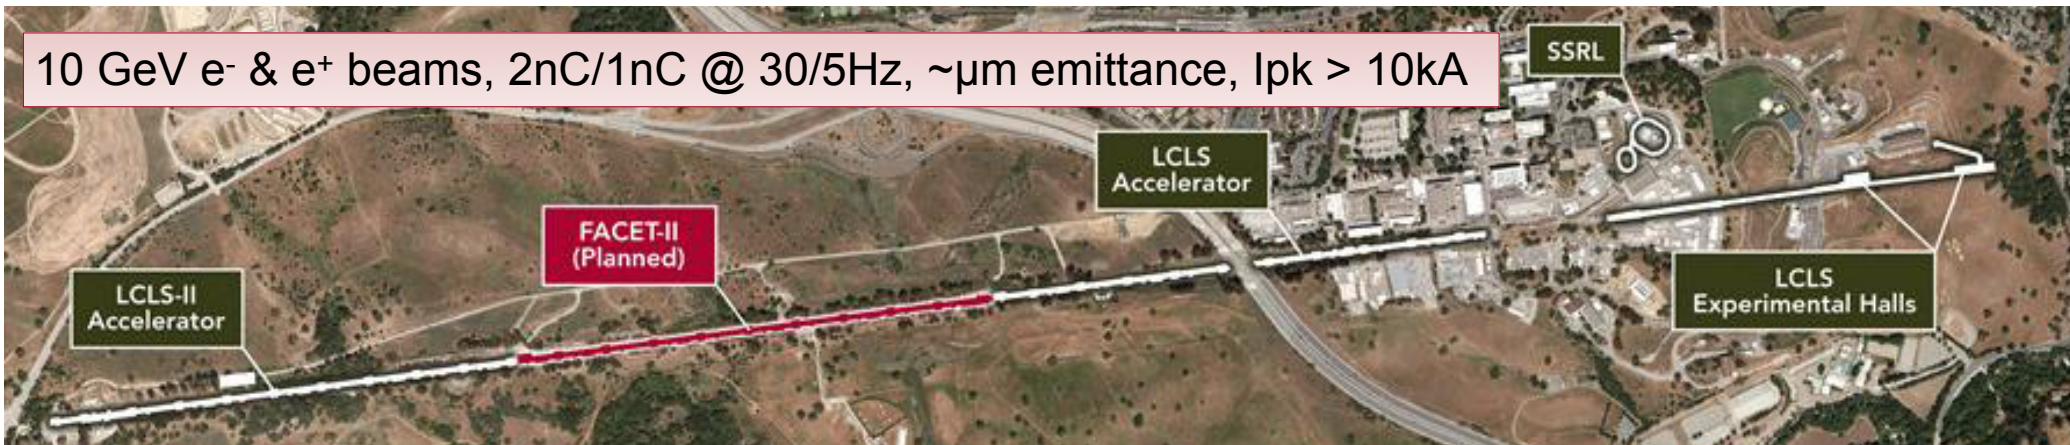 10 GeV e⁻ & e⁺ beams, 2nC/1nC @ 30/5Hz, ~μm emittance, Ipk > 10kA
SSRL
LCLS
Accelerator
FACET-II
(Planned)
LCLS-II
Accelerator
LCLS
Experimental Halls